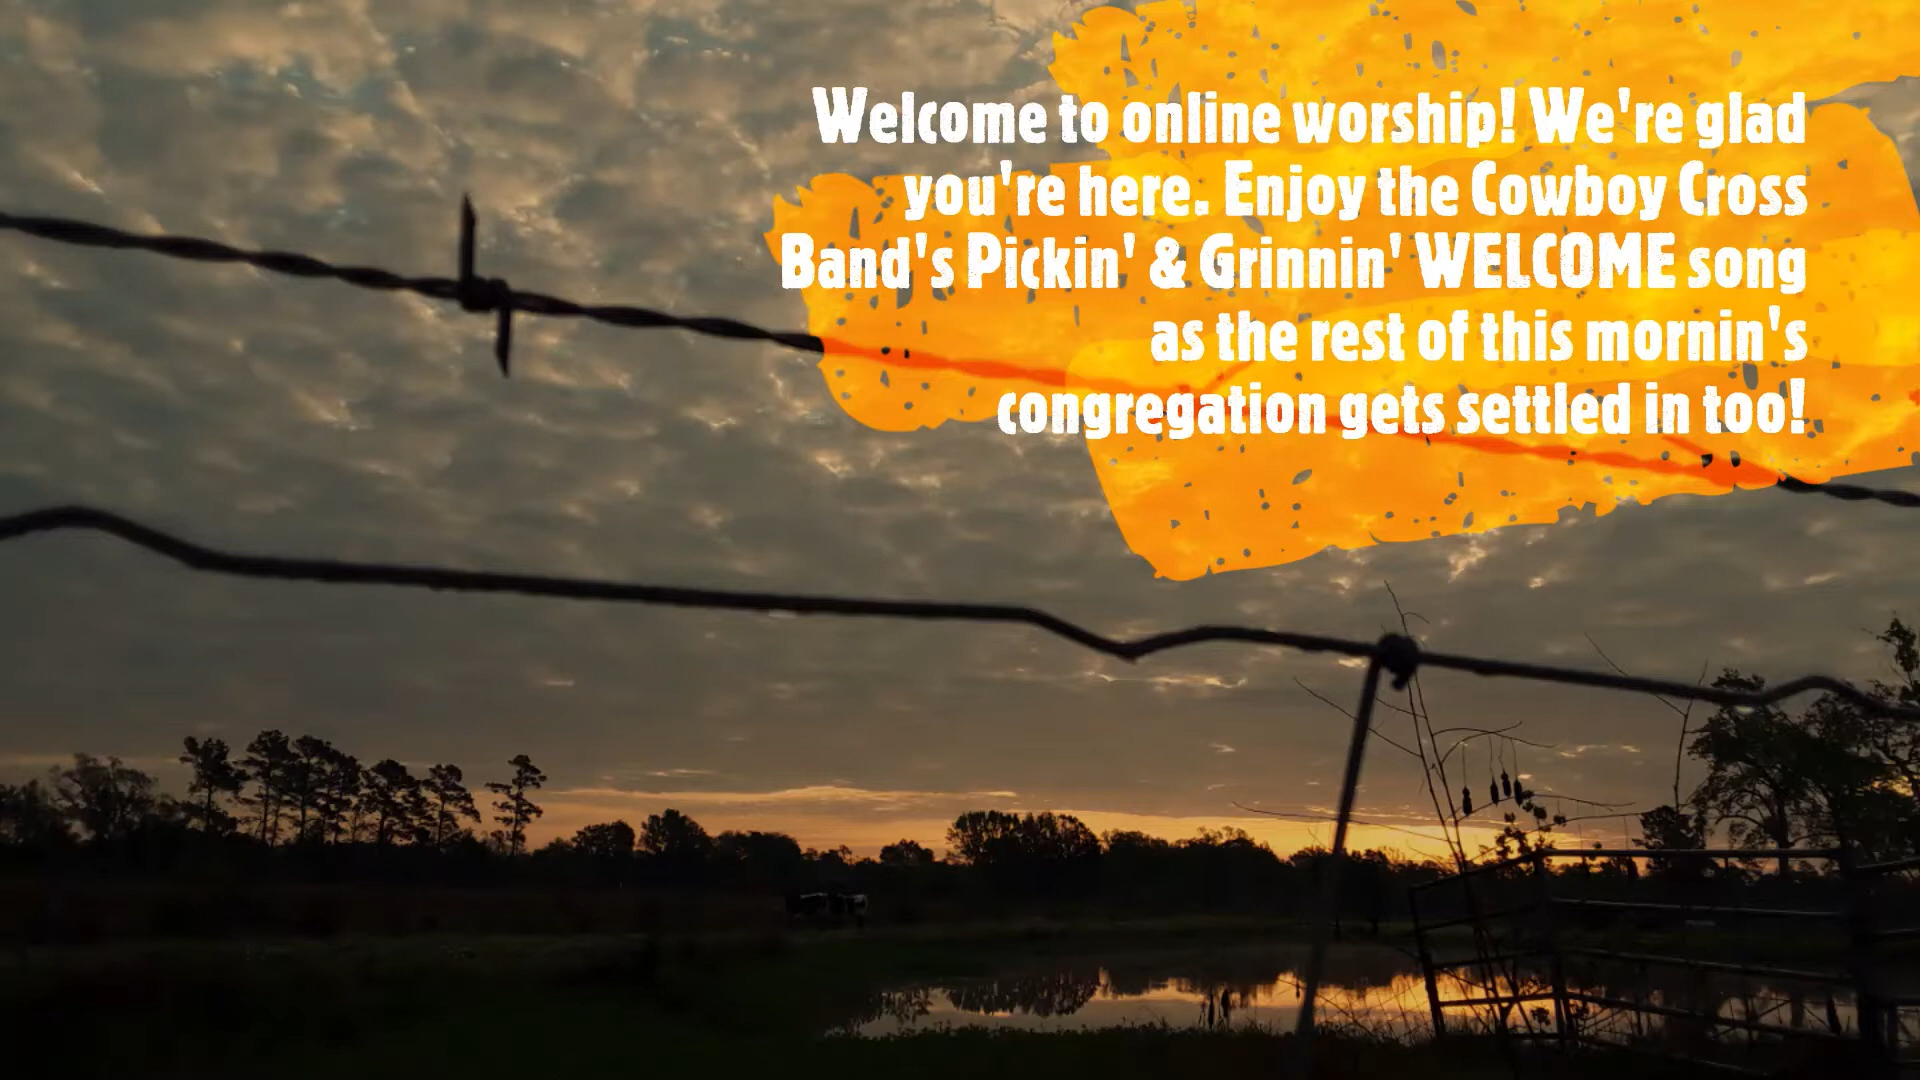 Welcome to online worship! We're glad
you're here. Enjoy the Cowboy Cross
Band's Pickin' & Grinnin' WELCOME song
as the rest of this mornin's
congregation gets settled in too!